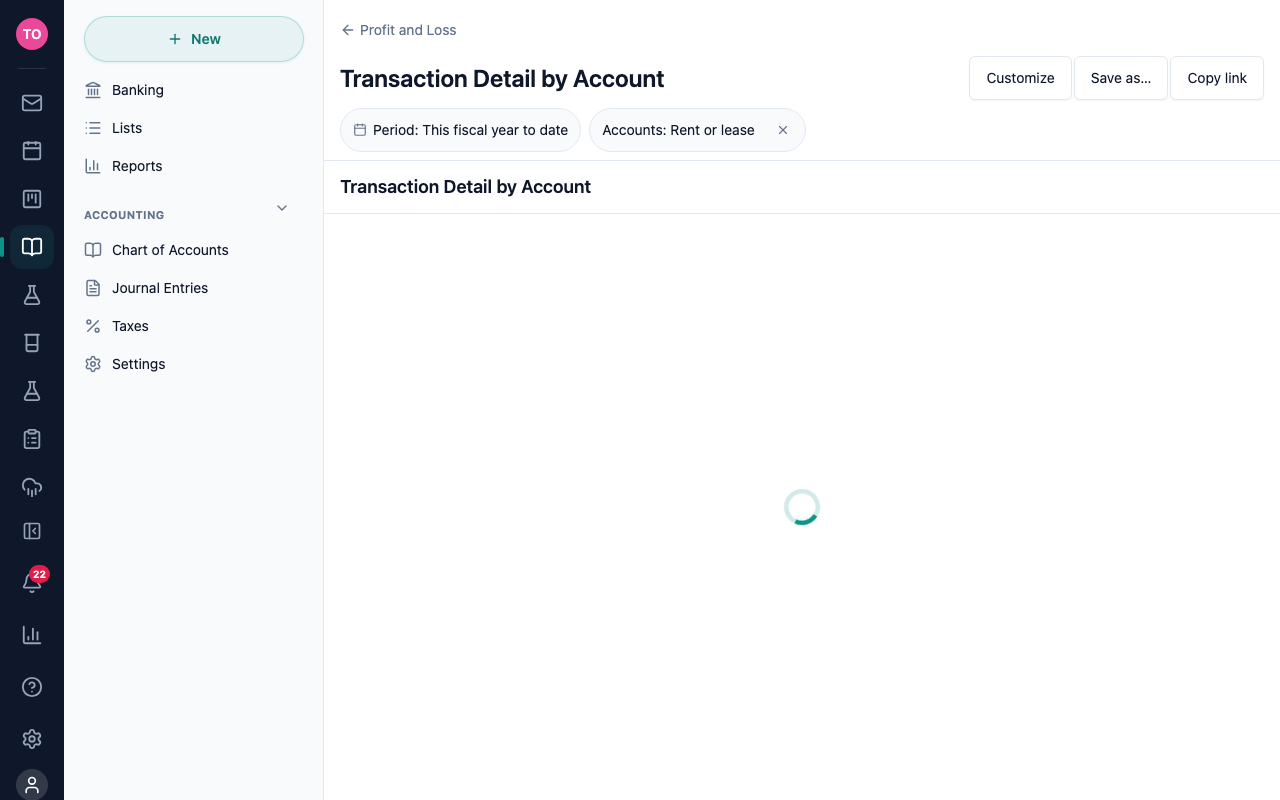 TO
22
New
Banking
Lists
Reports
ACCOUNTING
Chart of Accounts
Journal Entries
Taxes
Settings
Profit and Loss
Transaction Detail by Account
Customize
Save as...
Copy link
Period: This fiscal year to date
Accounts: Rent or lease
Transaction Detail by Account